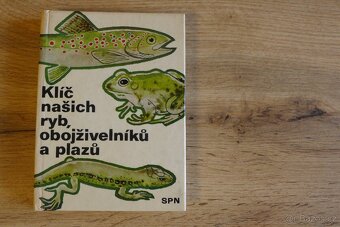 Klíč
našich
ryb,
obojživelníků
a plazů
SPN